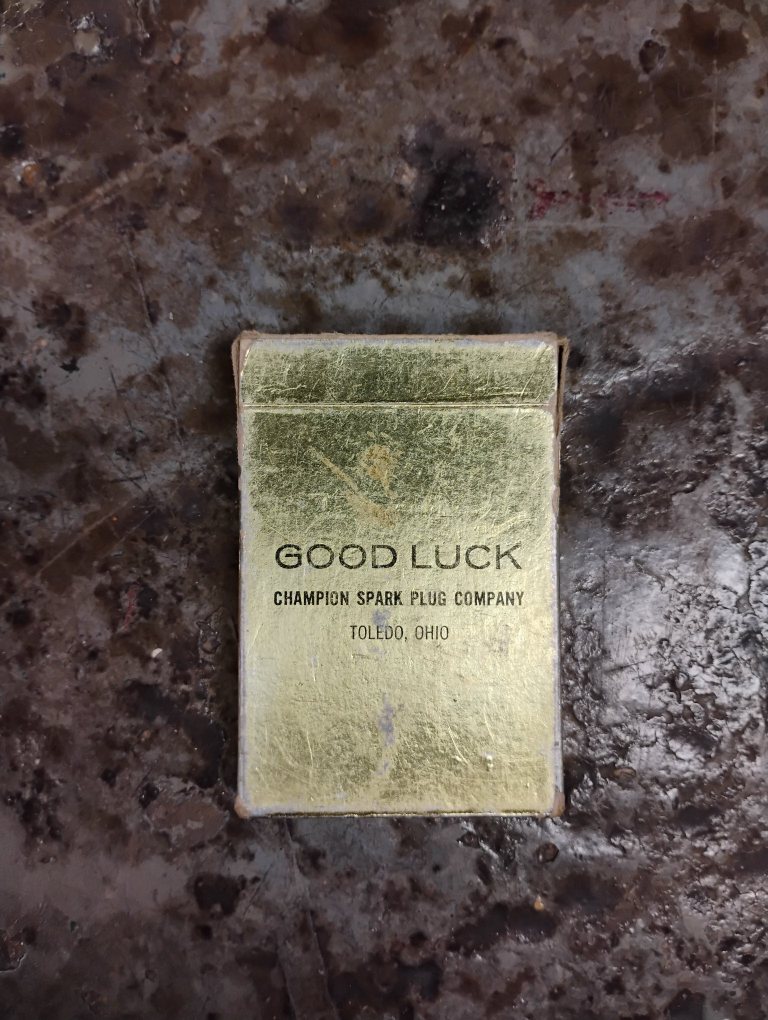 GOOD LUCK
CHAMPION SPARK PLUG COMPANY
TOLEDO, OHIO